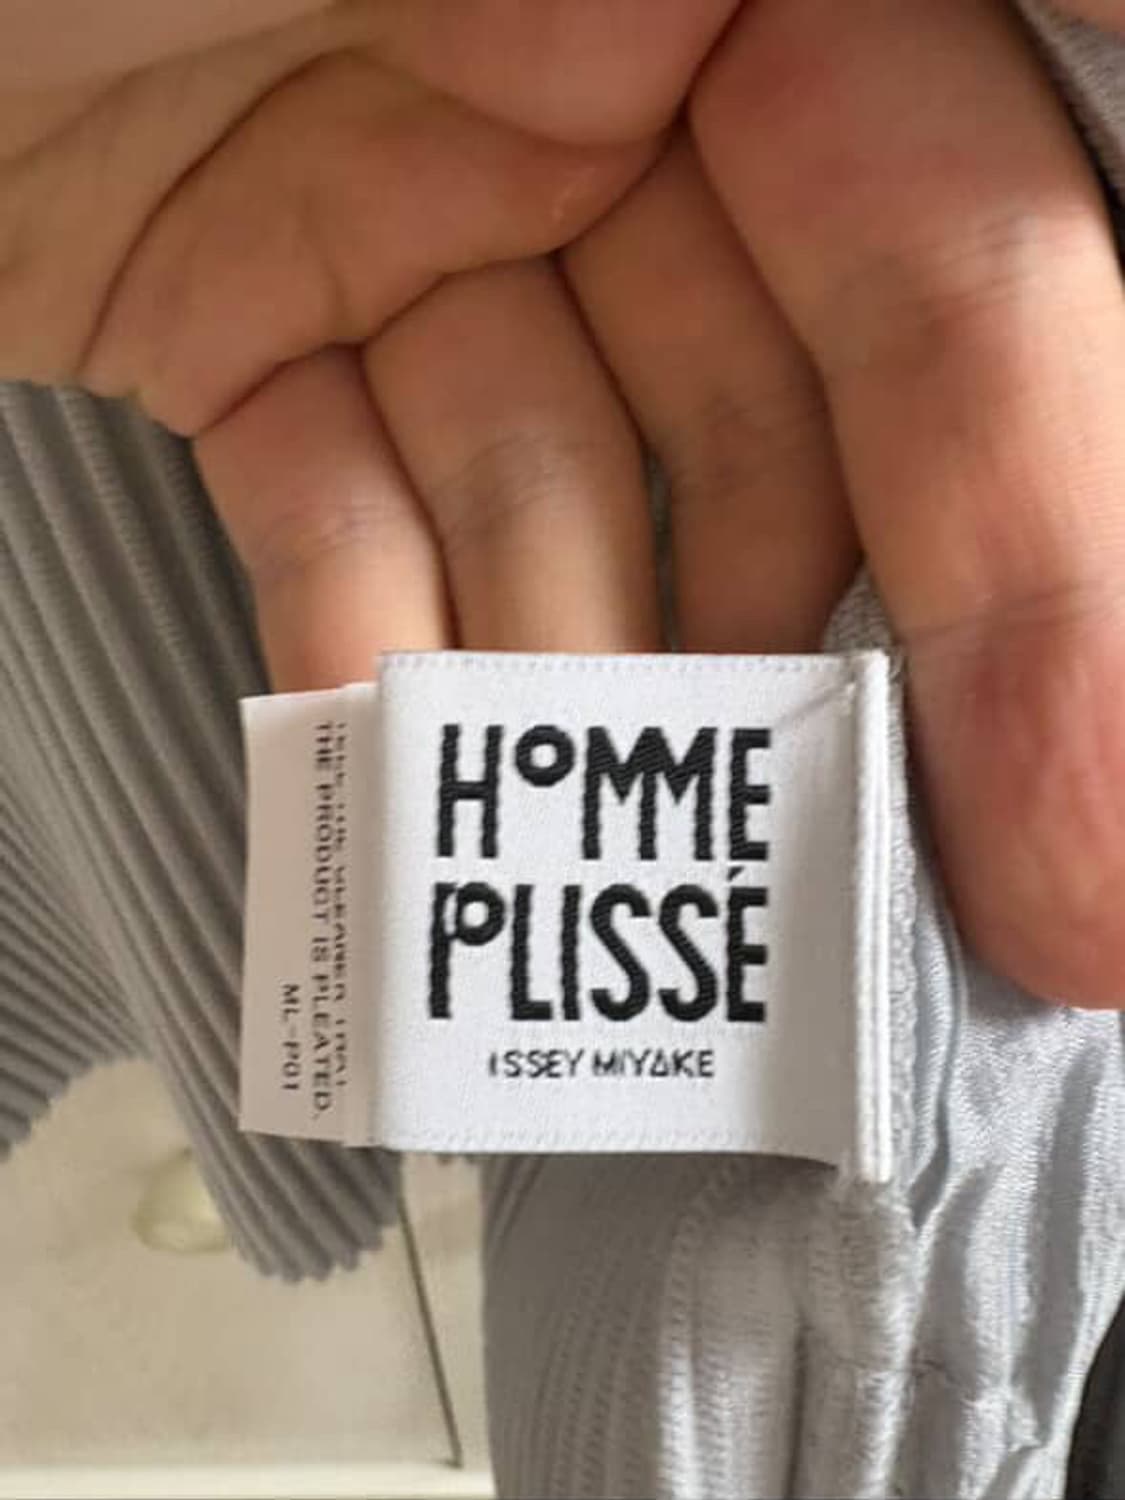 HOMME
PLISSÉ
ISSEY MIYAKE
THE PRODUCT IS PLEATED.
ML-P01